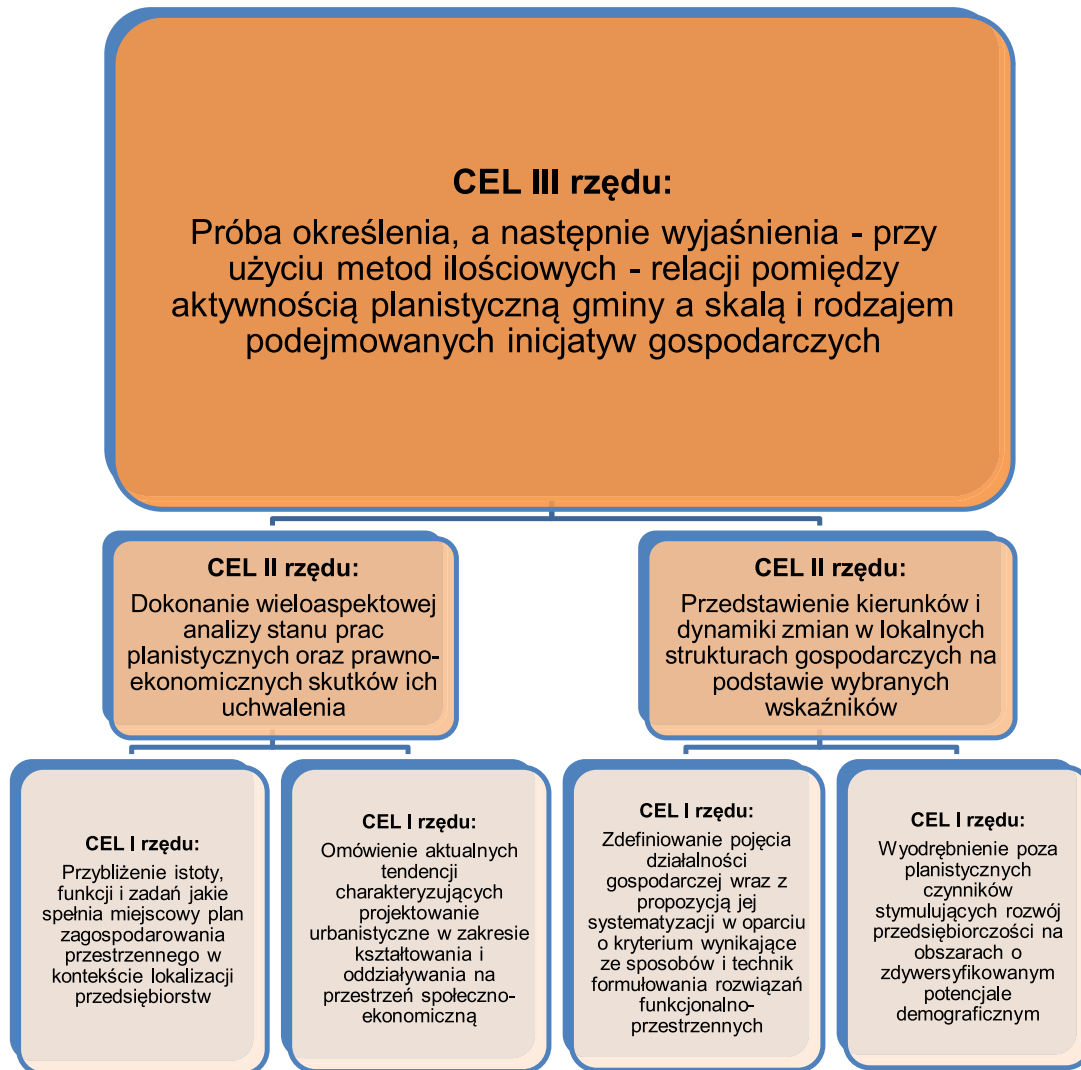 CEL III rzędu:
Próba określenia, a następnie wyjaśnienia - przy
użyciu metod ilościowych - relacji pomiędzy
aktywnością planistyczną gminy a skalą i rodzajem
podejmowanych inicjatyw gospodarczych
CEL II rzędu:
Dokonanie wieloaspektowej
analizy stanu prac
planistycznych oraz prawno-
ekonomicznych skutków ich
uchwalenia
CEL II rzędu:
Przedstawienie kierunków i
dynamiki zmian w lokalnych
strukturach gospodarczych na
podstawie wybranych
wskaźników
CEL I rzędu:
Przybliżenie istoty,
funkcji i zadań jakie
spełnia miejscowy plan
zagospodarowania
przestrzennego w
kontekście lokalizacji
przedsiębiorstw
CEL I rzędu:
Omówienie aktualnych
tendencji
charakteryzujących
projektowanie
urbanistyczne w zakresie
kształtowania i
oddziaływania na
przestrzeń społeczno-
ekonomiczną
CEL I rzędu:
Zdefiniowanie pojęcia
działalności
gospodarczej wraz z
propozycją jej
systematyzacji w oparciu
o kryterium wynikające
ze sposobów i technik
formułowania rozwiązań
funkcjonalno-
przestrzennych
CEL I rzędu:
Wyodrębnienie poza
planistycznych
czynników
stymulujących rozwój
przedsiębiorczości na
obszarach o
zdywersyfikowanym
potencjale
demograficznym